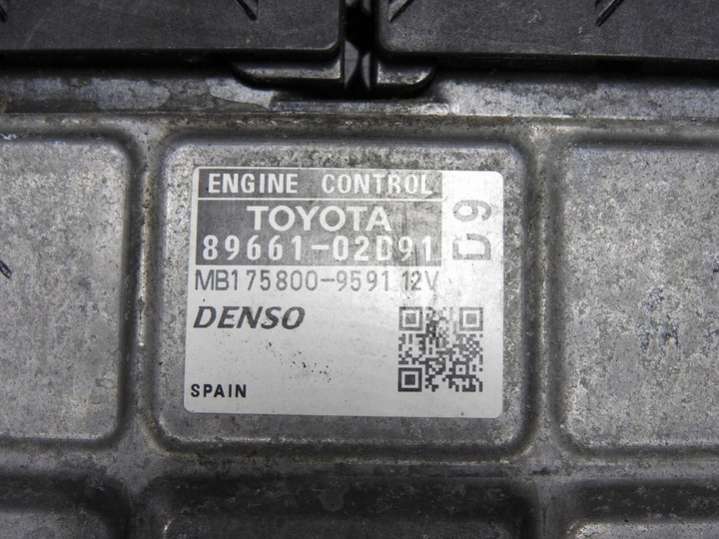 ENGINE CONTROL
TOYOTA
89661-02D91
D9
MB175800-9591 12V
DENSO
SPAIN